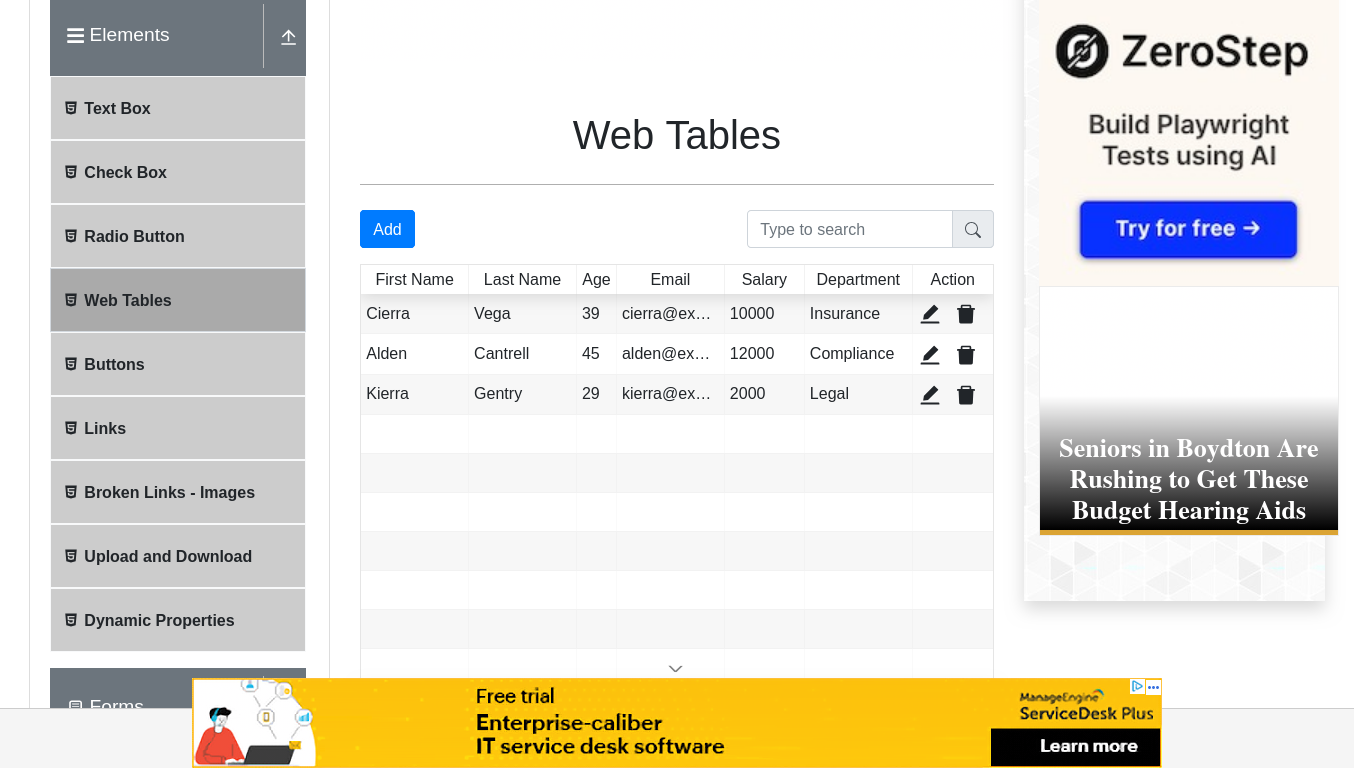 Elements
Text Box
Check Box
Radio Button
Web Tables
Buttons
Links
Broken Links - Images
Upload and Download
Dynamic Properties
Forms
Web Tables
Add
Type to search
First Name Last Name Age Email Salary Department Action
Cierra Vega 39 cierra@ex… 10000 Insurance
Alden Cantrell 45 alden@ex… 12000 Compliance
Kierra Gentry 29 kierra@ex… 2000 Legal
ZeroStep
Build Playwright
Tests using AI
Try for free →
Seniors in Boydton Are
Rushing to Get These
Budget Hearing Aids
Free trial
Enterprise-caliber
IT service desk software
ManageEngine
ServiceDesk Plus
Learn more